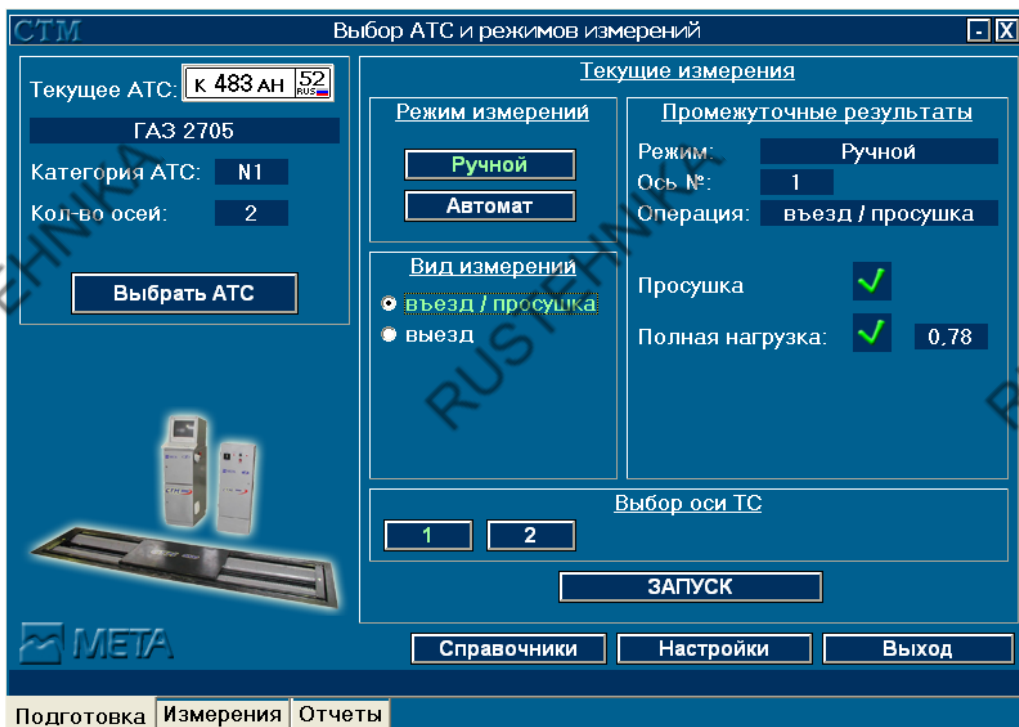 СТМ
Выбор АТС и режимов измерений
- X
Текущее АТС: К 483 АН 52 RUS
ГАЗ 2705
Категория АТС: N1
Кол-во осей: 2
Выбрать АТС
МЕТА
Текущие измерения
Режим измерений
Ручной
Автомат
Вид измерений
въезд / просушка
выезд
Промежуточные результаты
Режим: Ручной
Ось №: 1
Операция: въезд / просушка
Просушка
Полная нагрузка: 0,78
Выбор оси ТС
1 2
ЗАПУСК
Справочники Настройки Выход
Подготовка Измерения Отчеты
RUSTEHNIKA
EHNIKA